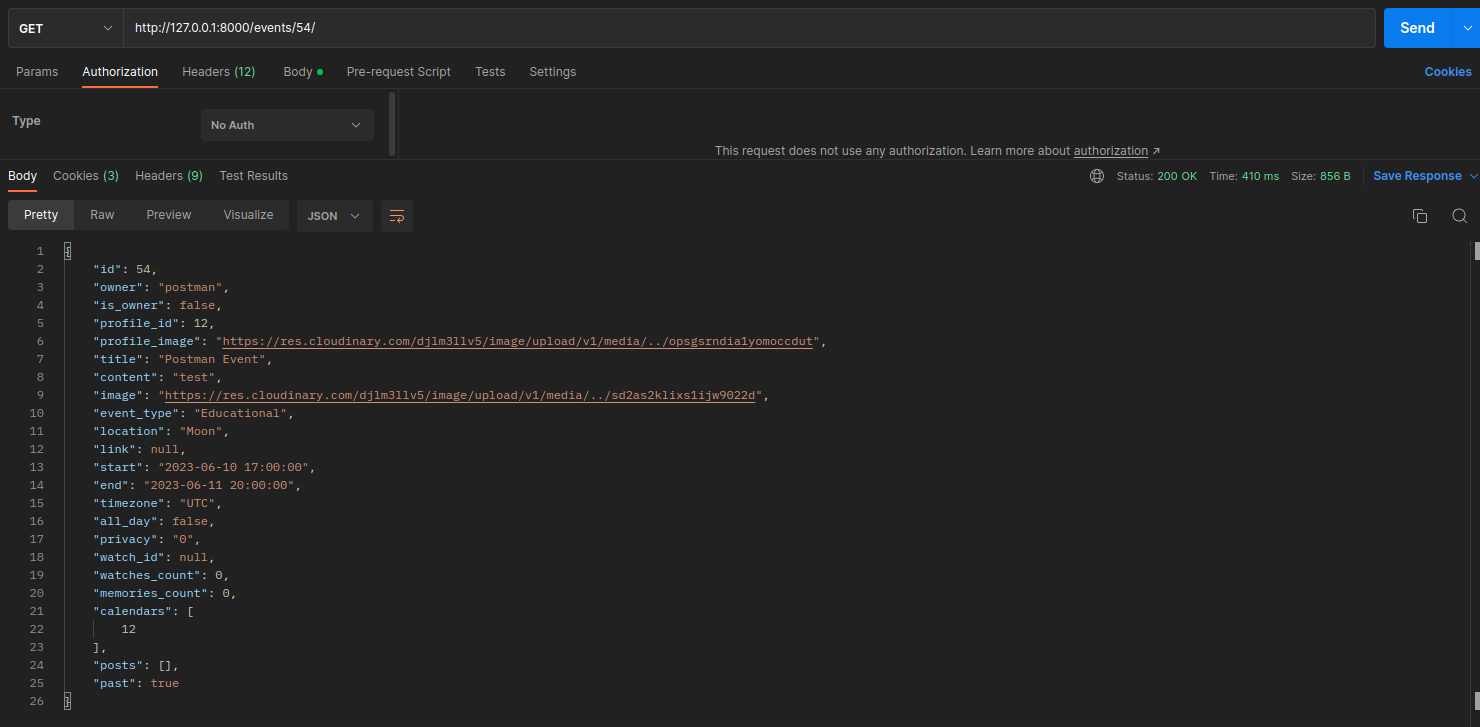 GET http://127.0.0.1:8000/events/54/ Send
Params Authorization Headers (12) Body Pre-request Script Tests Settings Cookies
Type No Auth
This request does not use any authorization. Learn more about authorization ↗
Body Cookies (3) Headers (9) Test Results Status: 200 OK Time: 410 ms Size: 856 B Save Response
Pretty Raw Preview Visualize JSON
1 {
2 "id": 54,
3 "owner": "postman",
4 "is_owner": false,
5 "profile_id": 12,
6 "profile_image": "https://res.cloudinary.com/djlm3llv5/image/upload/v1/media/../opsgsrndia1yomoccdut",
7 "title": "Postman Event",
8 "content": "test",
9 "image": "https://res.cloudinary.com/djlm3llv5/image/upload/v1/media/../sd2as2klixs1ijw9022d",
10 "event_type": "Educational",
11 "location": "Moon",
12 "link": null,
13 "start": "2023-06-10 17:00:00",
14 "end": "2023-06-11 20:00:00",
15 "timezone": "UTC",
16 "all_day": false,
17 "privacy": "0",
18 "watch_id": null,
19 "watches_count": 0,
20 "memories_count": 0,
21 "calendars": [
22 12
23 ],
24 "posts": [],
25 "past": true
26 }